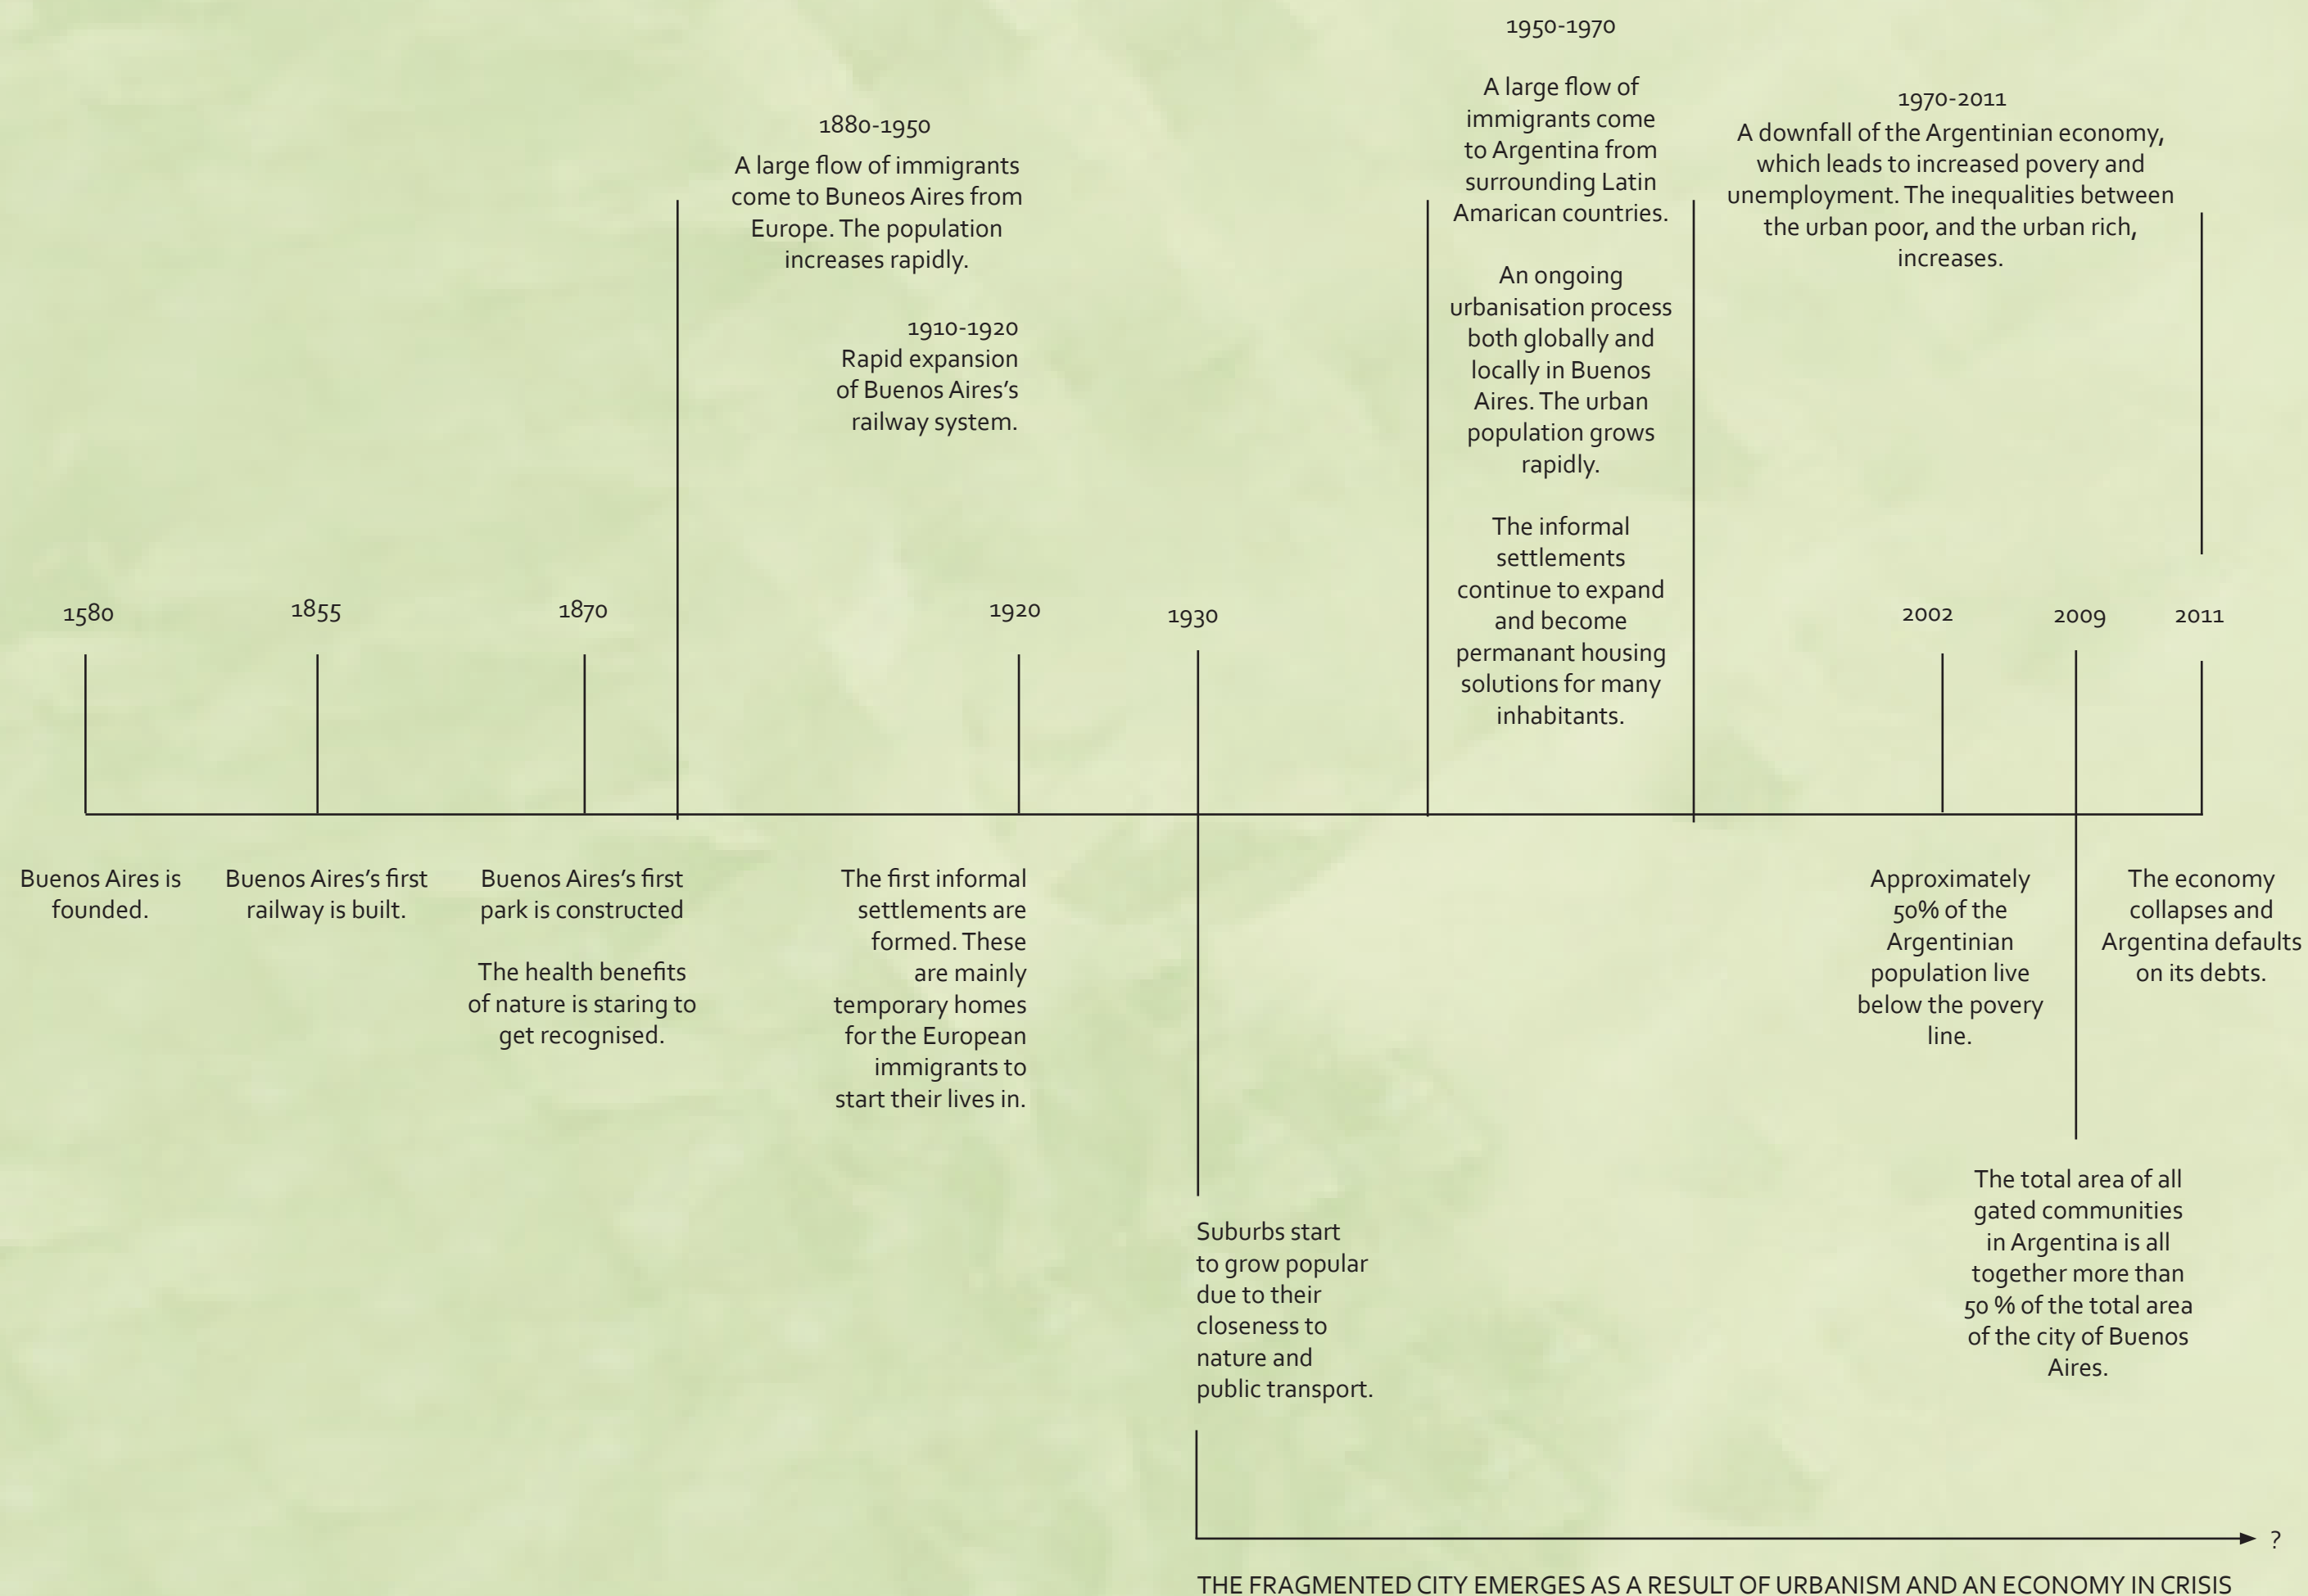 1950-1970
A large flow of
immigrants come
to Argentina from
surrounding Latin
Amarican countries.
An ongoing
urbanisation process
both globally and
locally in Buenos
Aires. The urban
population grows
rapidly.
The informal
settlements
continue to expand
and become
permanant housing
solutions for many
inhabitants.
1970-2011
A downfall of the Argentinian economy,
which leads to increased povery and
unemployment. The inequalities between
the urban poor, and the urban rich,
increases.
1880-1950
A large flow of immigrants
come to Buneos Aires from
Europe. The population
increases rapidly.
1910-1920
Rapid expansion
of Buenos Aires’s
railway system.
1580
1855
1870
1920
1930
2002
2009
2011
Buenos Aires is
founded.
Buenos Aires’s first
railway is built.
Buenos Aires’s first
park is constructed
The health benefits
of nature is staring to
get recognised.
The first informal
settlements are
formed. These
are mainly
temporary homes
for the European
immigrants to
start their lives in.
Suburbs start
to grow popular
due to their
closeness to
nature and
public transport.
Approximately
50% of the
Argentinian
population live
below the povery
line.
The total area of all
gated communities
in Argentina is all
together more than
50 % of the total area
of the city of Buenos
Aires.
The economy
collapses and
Argentina defaults
on its debts.
?
THE FRAGMENTED CITY EMERGES AS A RESULT OF URBANISM AND AN ECONOMY IN CRISIS